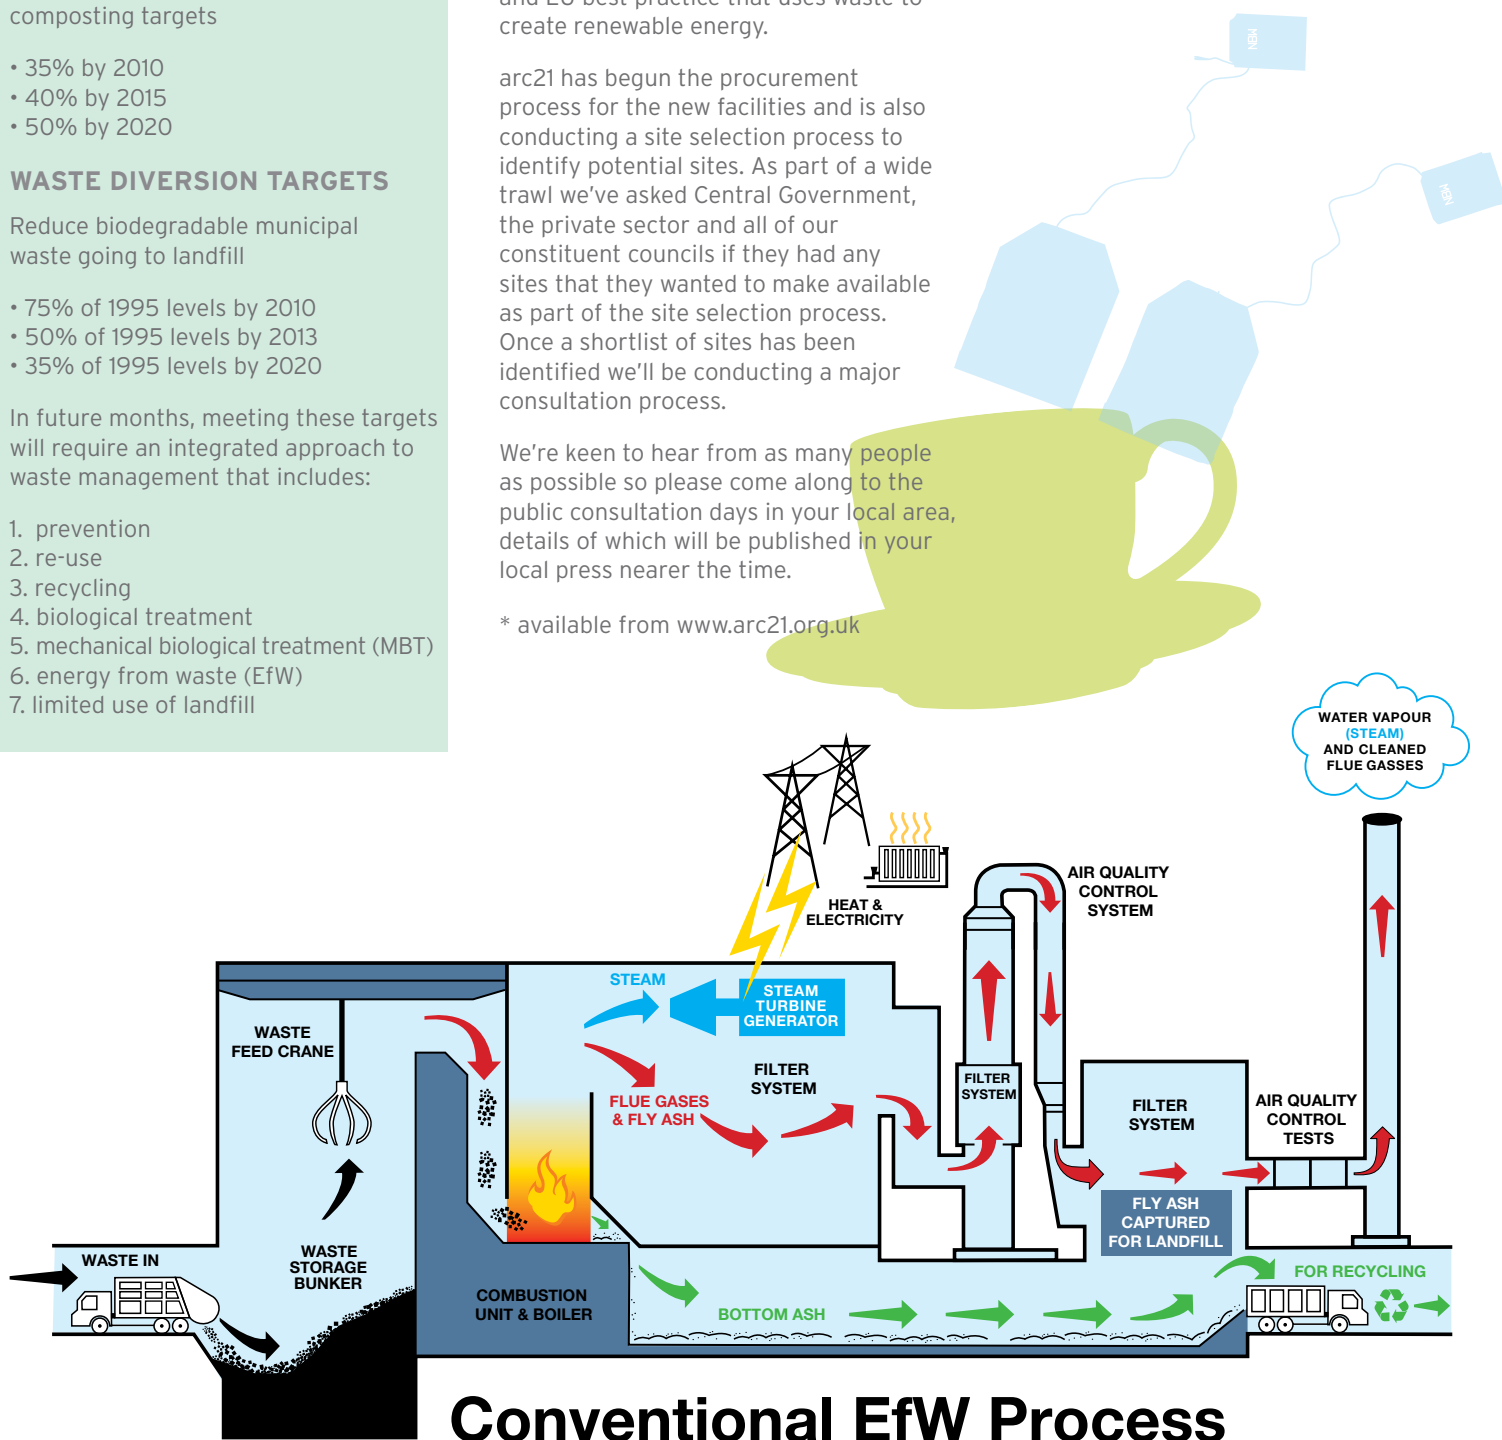 composting targets
• 35% by 2010
• 40% by 2015
• 50% by 2020
WASTE DIVERSION TARGETS
Reduce biodegradable municipal
waste going to landfill
• 75% of 1995 levels by 2010
• 50% of 1995 levels by 2013
• 35% of 1995 levels by 2020
In future months, meeting these targets
will require an integrated approach to
waste management that includes:
1. prevention
2. re-use
3. recycling
4. biological treatment
5. mechanical biological treatment (MBT)
6. energy from waste (EfW)
7. limited use of landfill
and EU best practice that uses waste to
create renewable energy.
arc21 has begun the procurement
process for the new facilities and is also
conducting a site selection process to
identify potential sites. As part of a wide
trawl we've asked Central Government,
the private sector and all of our
constituent councils if they had any
sites that they wanted to make available
as part of the site selection process.
Once a shortlist of sites has been
identified we'll be conducting a major
consultation process.
We're keen to hear from as many people
as possible so please come along to the
public consultation days in your local area,
details of which will be published in your
local press nearer the time.
* available from www.arc21.org.uk
WATER VAPOUR
(STEAM)
AND CLEANED
FLUE GASSES
HEAT &
ELECTRICITY
AIR QUALITY
CONTROL
SYSTEM
STEAM
STEAM
TURBINE
GENERATOR
WASTE
FEED CRANE
FILTER
SYSTEM
FILTER
SYSTEM
FLUE GASES
& FLY ASH
FILTER
SYSTEM
AIR QUALITY
CONTROL
TESTS
FLY ASH
CAPTURED
FOR LANDFILL
WASTE IN
WASTE
STORAGE
BUNKER
COMBUSTION
UNIT & BOILER
BOTTOM ASH
FOR RECYCLING
Conventional EfW Process